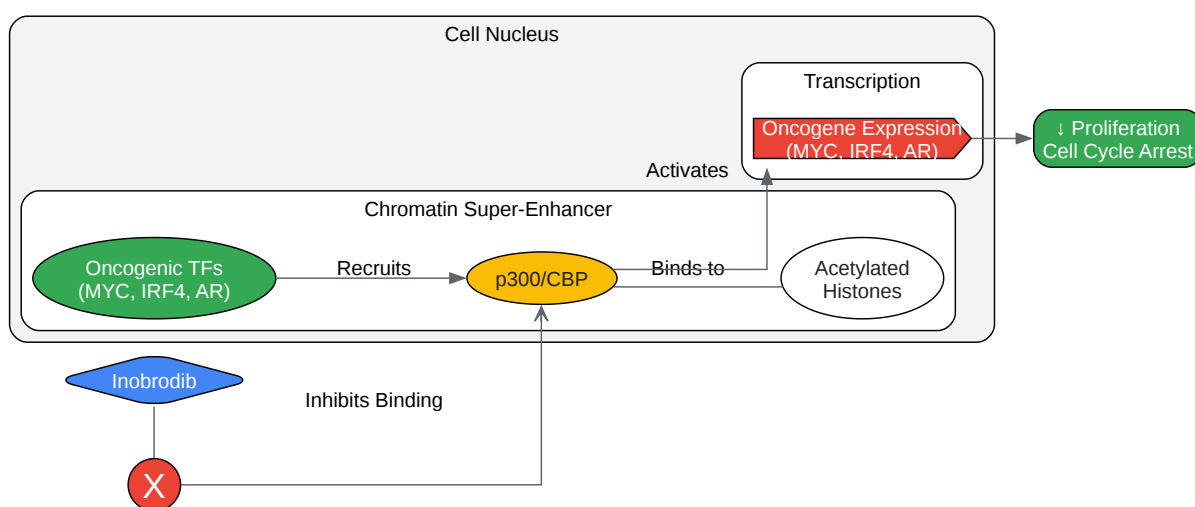 Cell Nucleus
Transcription
Oncogene Expression
(MYC, IRF4, AR)
↓ Proliferation
Cell Cycle Arrest
Activates
Chromatin Super-Enhancer
Oncogenic TFs
(MYC, IRF4, AR)
Recruits
p300/CBP
Binds to
Acetylated
Histones
Inobrodib
Inhibits Binding
X